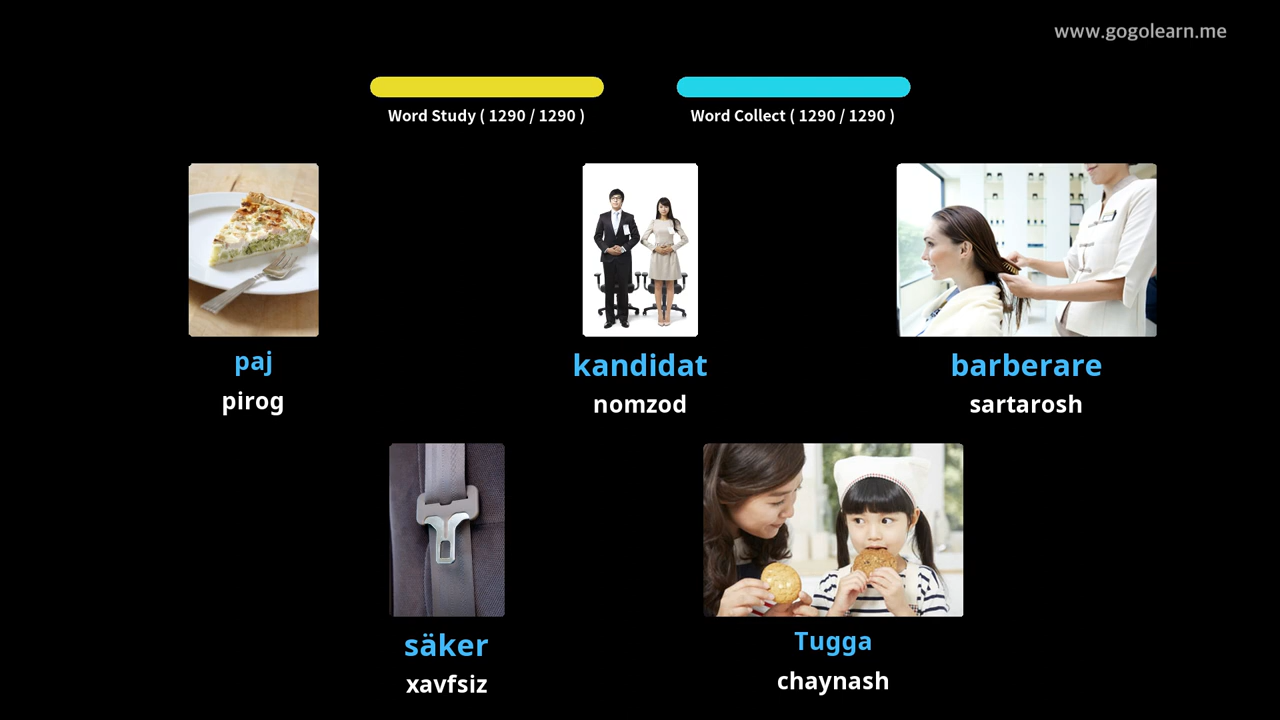 www.gogolearn.me
Word Study ( 1290 / 1290 )
Word Collect ( 1290 / 1290 )
paj
pirog
kandidat
nomzod
barberare
sartarosh
säker
xavfsiz
Tugga
chaynash